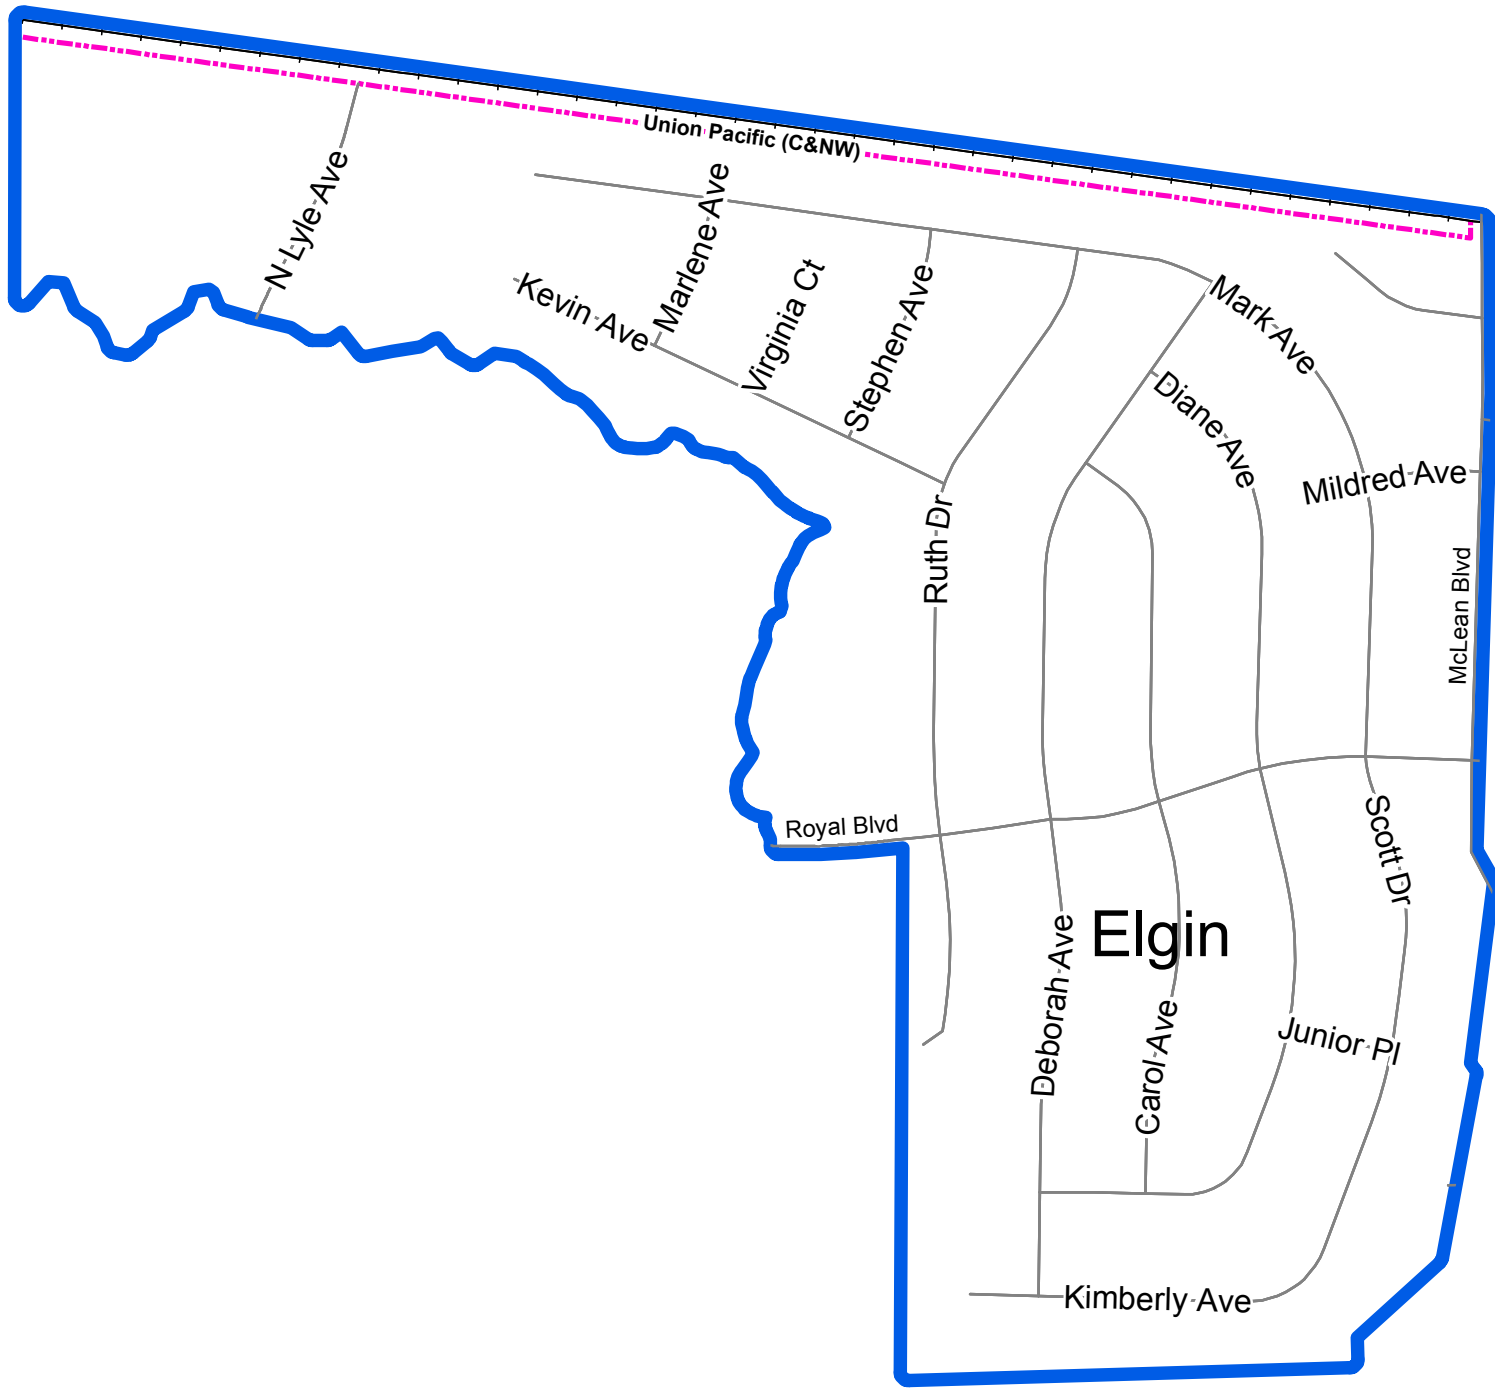 Union Pacific (C&NW)
N Lyle Ave
Marlene Ave
Kevin Ave
Virginia Ct
Stephen Ave
Mark Ave
Diane Ave
Mildred Ave
Ruth Dr
McLean Blvd
Royal Blvd
Scott Dr
Elgin
Deborah Ave
Carol Ave
Junior Pl
Kimberly Ave